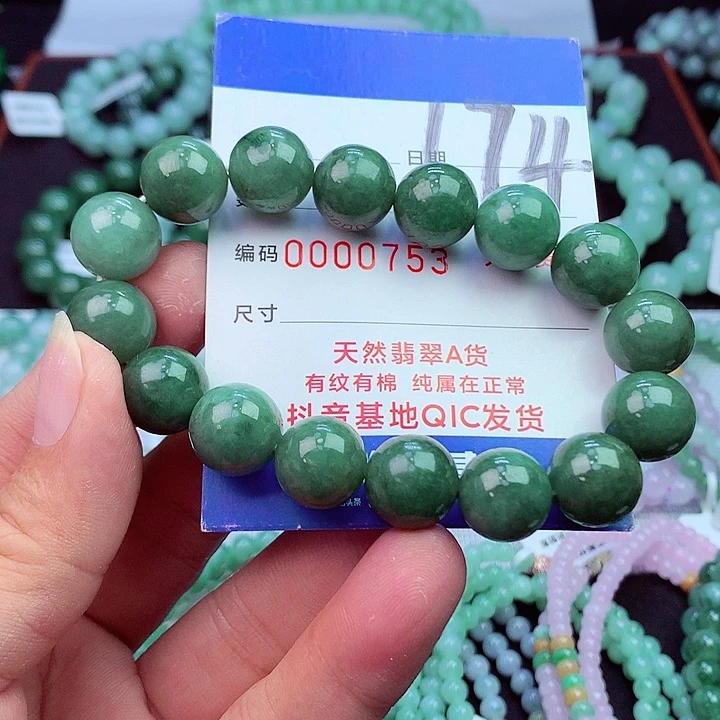 日期
174
编码 0000753
尺寸
天然翡翠A货
有纹有棉 纯属在正常
抖音基地QIC发货